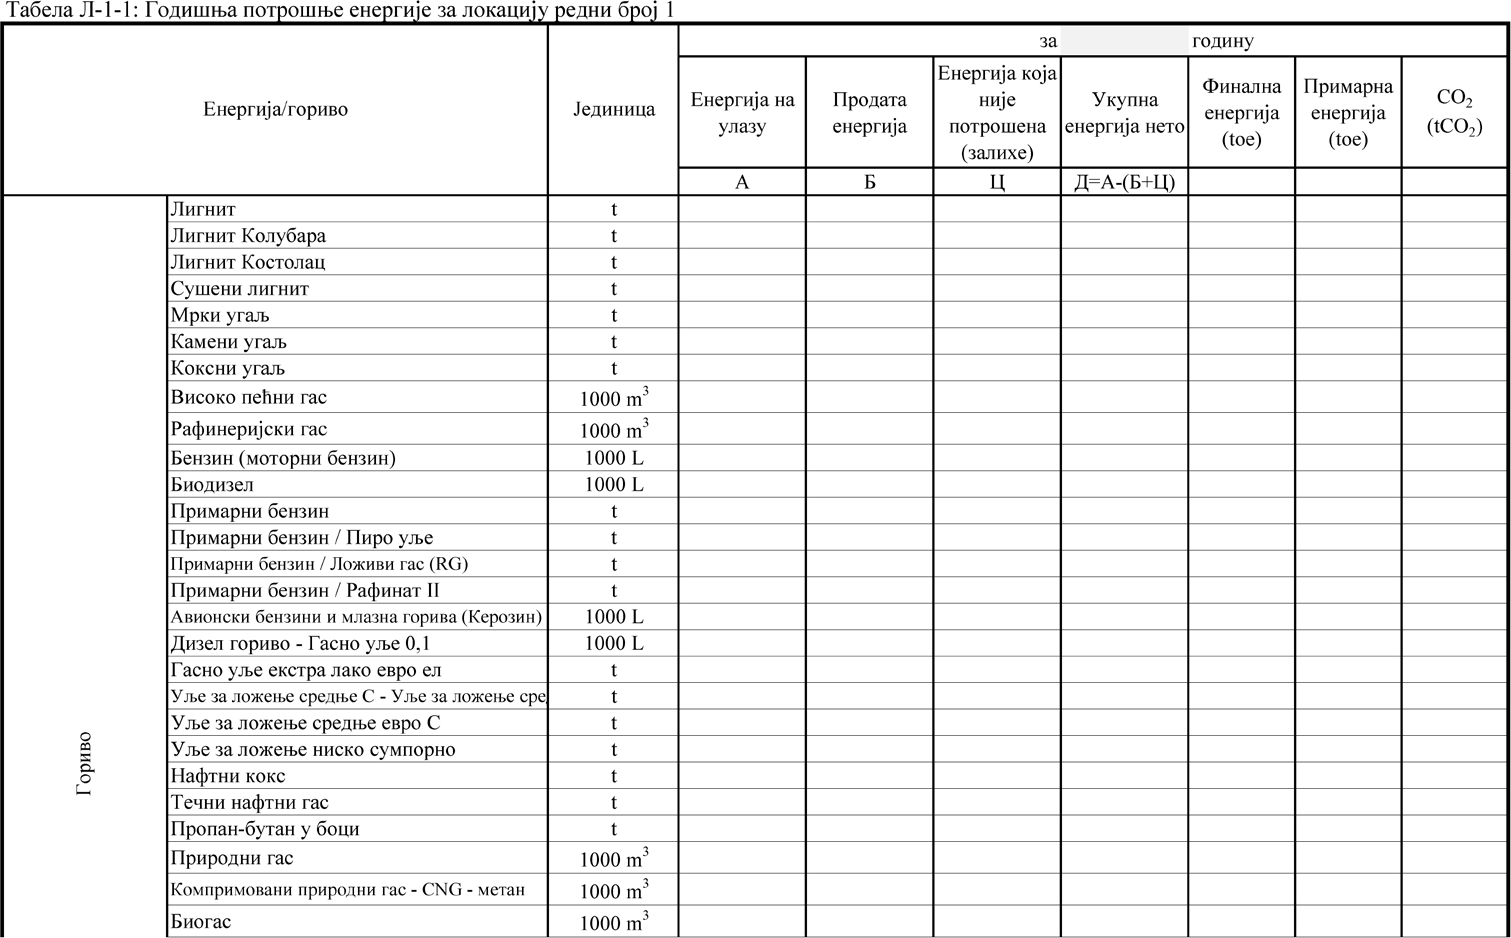 Табела Л-1-1: Годишња потрошње енергије за локацију редни број 1
за годину
Енергија/гориво Јединица Енергија на улазу Продата енергија Енергија која није потрошена (залихе) Укупна енергија нето Финална енергија (toe) Примарна енергија (toe) CO2 (tCO2)
А Б Ц Д=А-(Б+Ц)
Гориво
Лигнит t
Лигнит Колубара t
Лигнит Костолац t
Сушени лигнит t
Мрки угаљ t
Камени угаљ t
Коксни угаљ t
Високо пећни гас 1000 m3
Рафинеријски гас 1000 m3
Бензин (моторни бензин) 1000 L
Биодизел 1000 L
Примарни бензин t
Примарни бензин / Пиро уље t
Примарни бензин / Ложиви гас (RG) t
Примарни бензин / Рафинат II t
Авионски бензини и млазна горива (Керозин) 1000 L
Дизел гориво - Гасно уље 0,1 1000 L
Гасно уље екстра лако евро ел t
Уље за ложење средње С - Уље за ложење сре t
Уље за ложење средње евро С t
Уље за ложење ниско сумпорно t
Нафтни кокс t
Течни нафтни гас t
Пропан-бутан у боци t
Природни гас 1000 m3
Компримовани природни гас - CNG - метан 1000 m3
Биогас 1000 m3